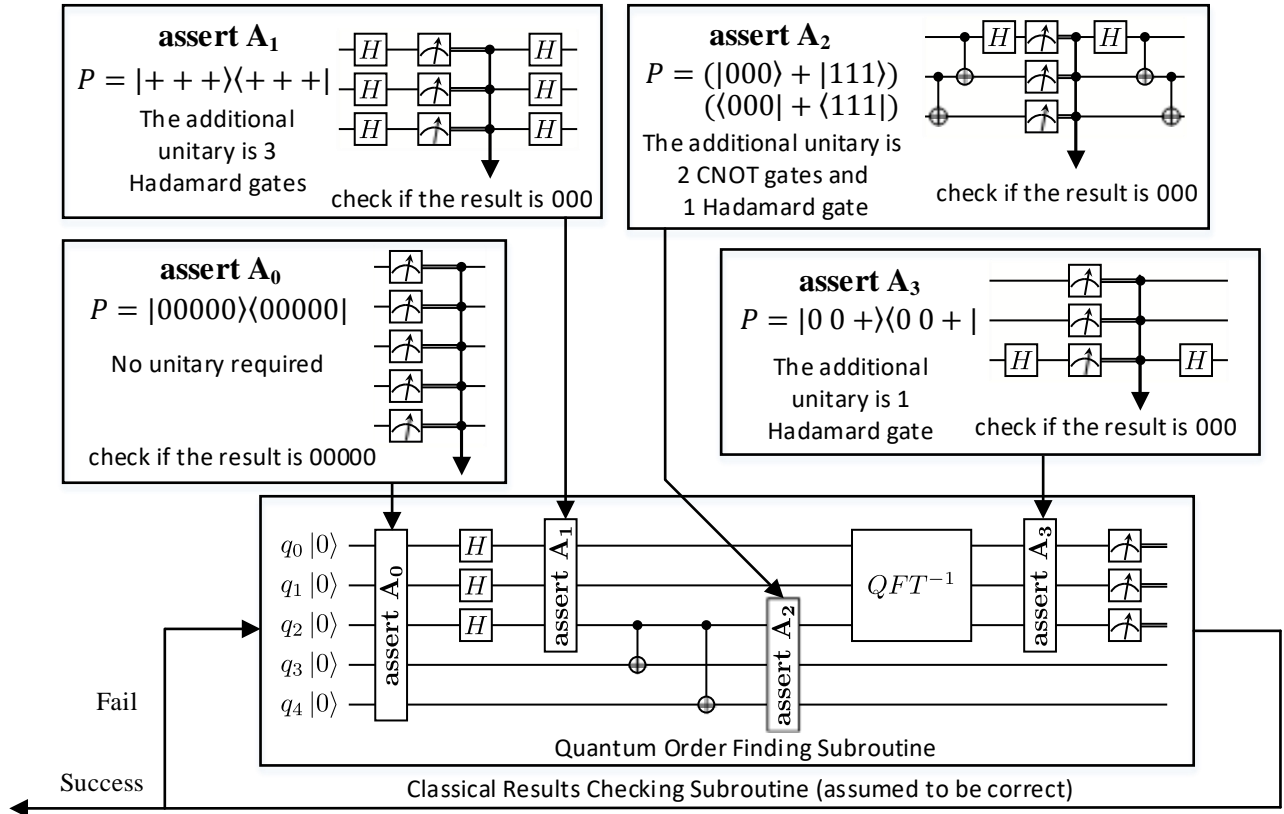 assert A₁
P = |+ + +⟩⟨+ + +|
The additional
unitary is 3
Hadamard gates
H H
H H
H H
check if the result is 000
assert A₂
P = (|000⟩ + |111⟩)
(⟨000| + ⟨111|)
The additional unitary is
2 CNOT gates and
1 Hadamard gate
H H
check if the result is 000
assert A₀
P = |00000⟩⟨00000|
No unitary required
check if the result is 00000
assert A₃
P = |0 0 +⟩⟨0 0 + |
The additional
unitary is 1
Hadamard gate
H H
check if the result is 000
q₀ |0⟩
q₁ |0⟩
q₂ |0⟩
q₃ |0⟩
q₄ |0⟩
assert A₀
H
H
H
assert A₁
assert A₂
QFT⁻¹
assert A₃
Quantum Order Finding Subroutine
Fail
Success
Classical Results Checking Subroutine (assumed to be correct)